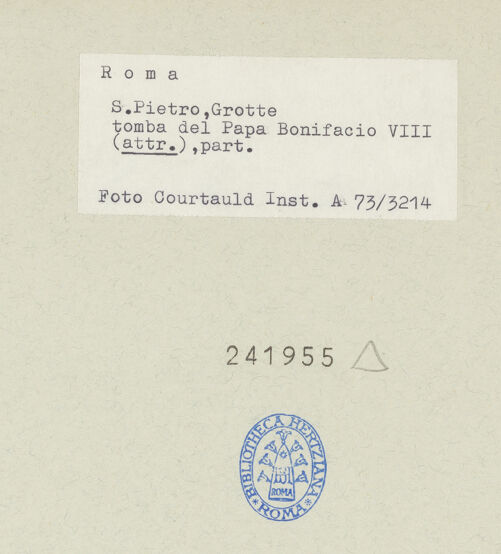 Roma
S.Pietro,Grotte
tomba del Papa Bonifacio VIII
(attr.),part.
Foto Courtauld Inst. A 73/3214
241955
BIBLIOTHECA HERTZIANA
ROMA
* ROMA *